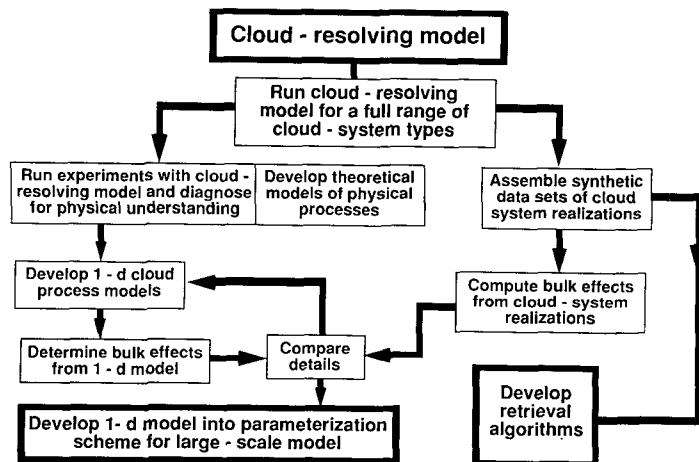 Cloud - resolving model
Run cloud - resolving
model for a full range of
cloud - system types
Run experiments with cloud -
resolving model and diagnose
for physical understanding
Develop theoretical
models of physical
processes
Assemble synthetic
data sets of cloud
system realizations
Develop 1 - d cloud
process models
Compute bulk effects
from cloud - system
realizations
Determine bulk effects
from 1 - d model
Compare
details
Develop 1- d model into parameterization
scheme for large - scale model
Develop
retrieval
algorithms